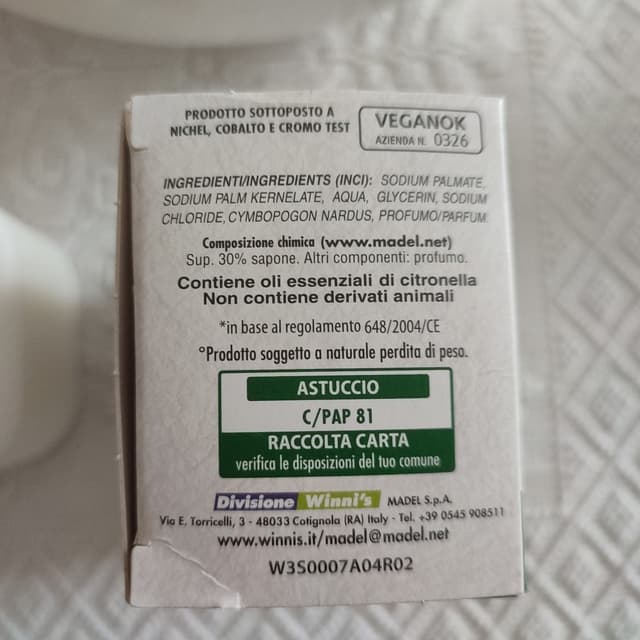 PRODOTTO SOTTOPOSTO A
NICHEL, COBALTO E CROMO TEST
VEGANOK
AZIENDA N. 0326
INGREDIENTI/INGREDIENTS (INCI): SODIUM PALMATE,
SODIUM PALM KERNELATE, AQUA, GLYCERIN, SODIUM
CHLORIDE, CYMBOPOGON NARDUS, PROFUMO/PARFUM.
Composizione chimica (www.madel.net)
Sup. 30% sapone. Altri componenti: profumo.
Contiene oli essenziali di citronella
Non contiene derivati animali
*in base al regolamento 648/2004/CE
°Prodotto soggetto a naturale perdita di peso.
ASTUCCIO
C/PAP 81
RACCOLTA CARTA
verifica le disposizioni del tuo comune
Divisione Winni's MADEL S.p.A.
Via E. Torricelli, 3 - 48033 Cotignola (RA) Italy - Tel. +39 0545 908511
www.winnis.it/madel@madel.net
W3S0007A04R02